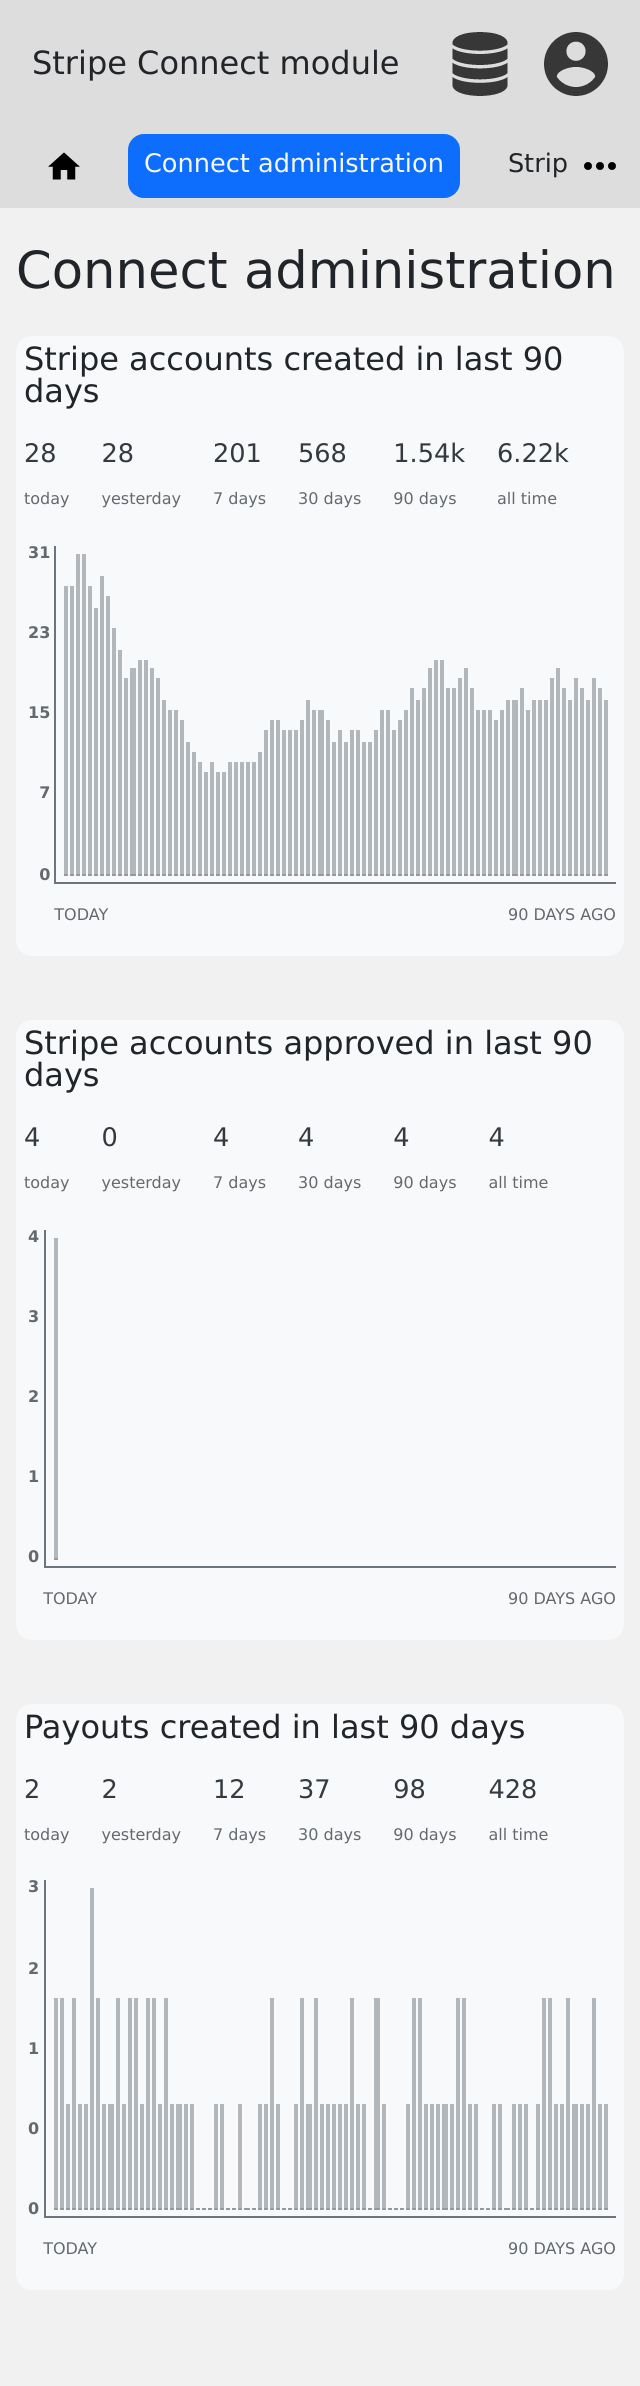 Stripe Connect module
Connect administration
Strip
Connect administration
Stripe accounts created in last 90
days
28 28 201 568 1.54k 6.22k
today yesterday 7 days 30 days 90 days all time
31
23
15
7
0
TODAY 90 DAYS AGO
Stripe accounts approved in last 90
days
4 0 4 4 4 4
today yesterday 7 days 30 days 90 days all time
4
3
2
1
0
TODAY 90 DAYS AGO
Payouts created in last 90 days
2 2 12 37 98 428
today yesterday 7 days 30 days 90 days all time
3
2
1
0
0
TODAY 90 DAYS AGO